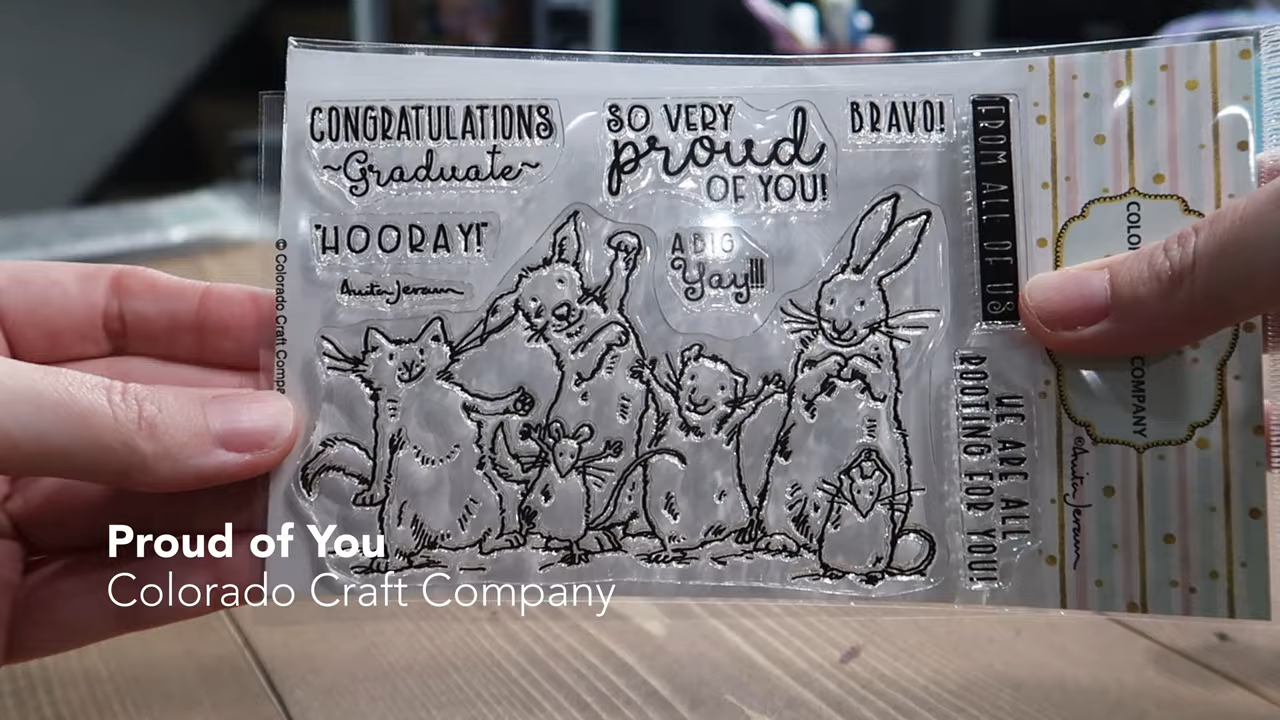 CONGRATULATIONS
~Graduate~
SO VERY
proud
OF YOU!
BRAVO!
"HOORAY!"
A BIG
Yay!!!
Anita Jeram
FROM ALL OF US
WE ARE ALL
ROOTING FOR YOU!
© Colorado Craft Compa
COLO
COMPANY
©Anita Jeram
Proud of You
Colorado Craft Company